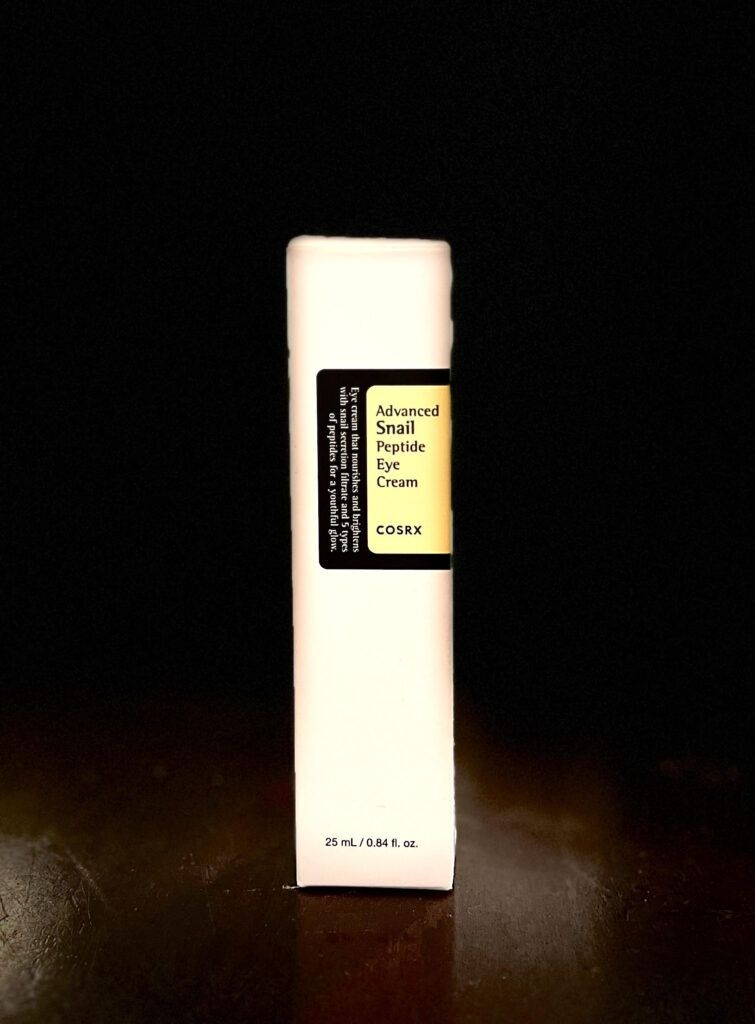 Advanced
Snail
Peptide
Eye
Cream
COSRX
Eye cream that nourishes and brightens
with snail secretion filtrate and 5 types
of peptides for a youthful glow.
25 mL / 0.84 fl. oz.